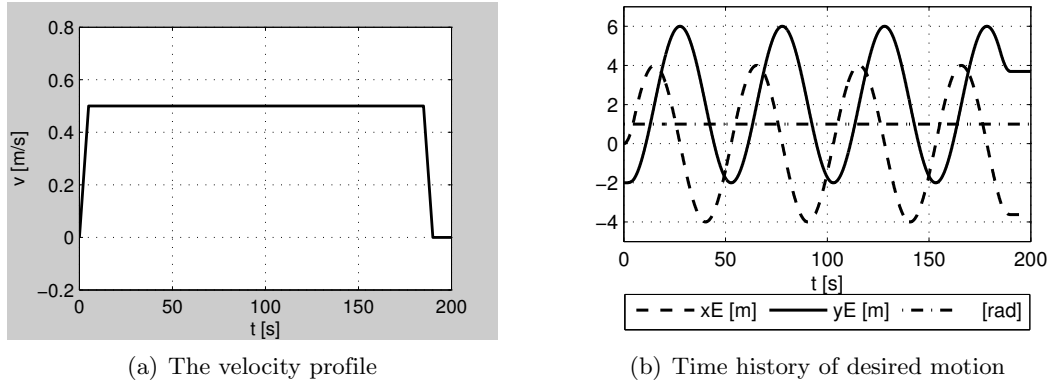 0.8
0.6
0.4
0.2
0
−0.2
v [m/s]
0 50 100 150 200
t [s]
(a) The velocity profile
6
4
2
0
−2
−4
0 50 100 150 200
t [s]
xE [m] yE [m] [rad]
(b) Time history of desired motion